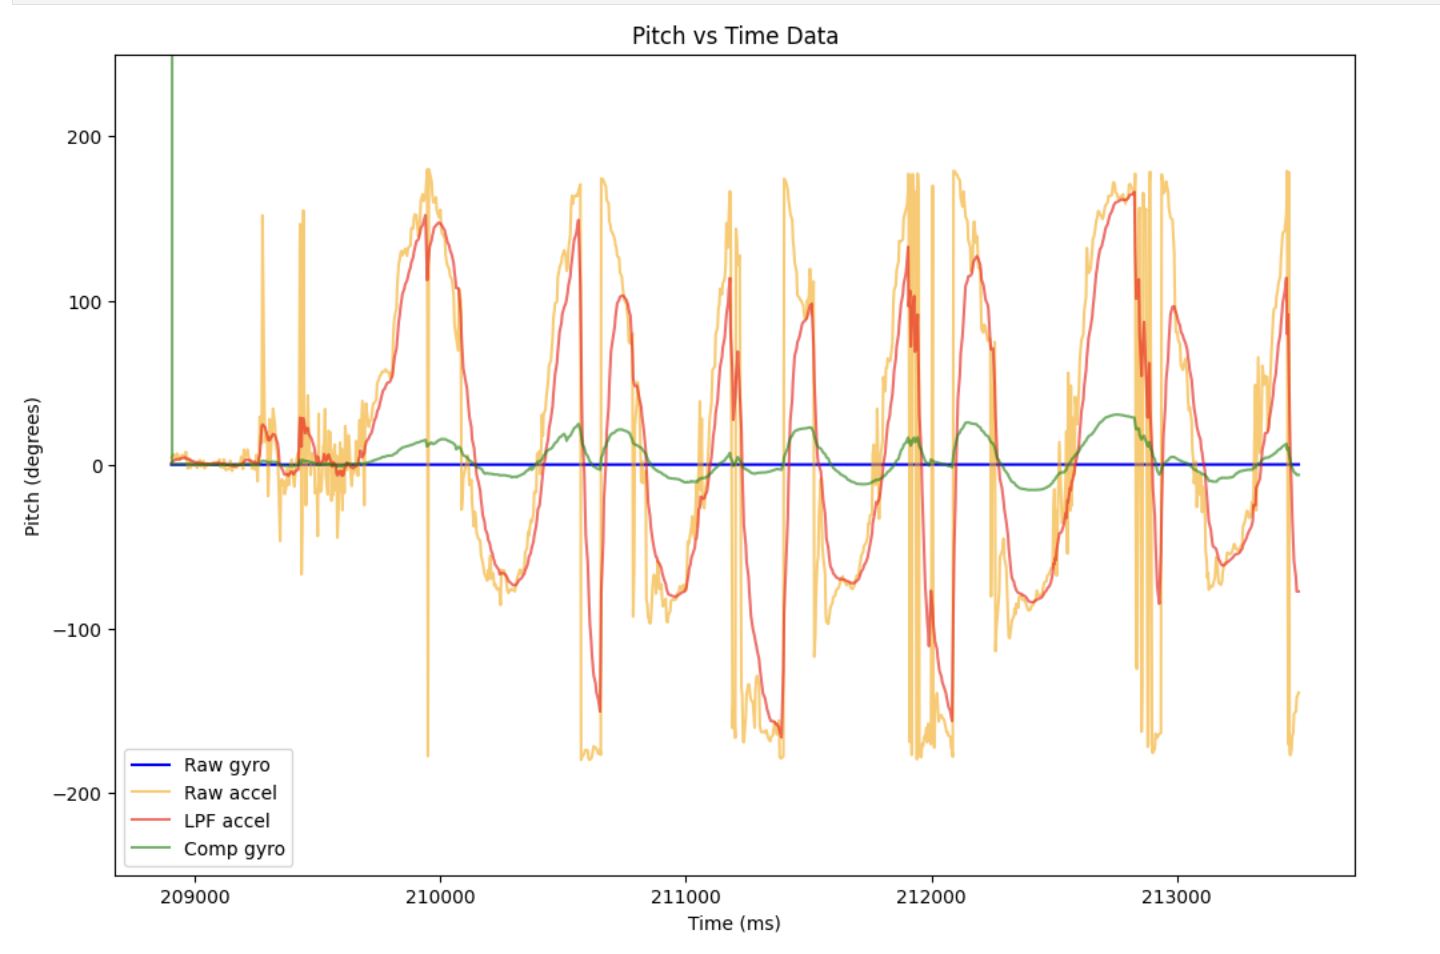 Pitch vs Time Data
200
100
0
−100
−200
Pitch (degrees)
Raw gyro
Raw accel
LPF accel
Comp gyro
209000 210000 211000 212000 213000
Time (ms)